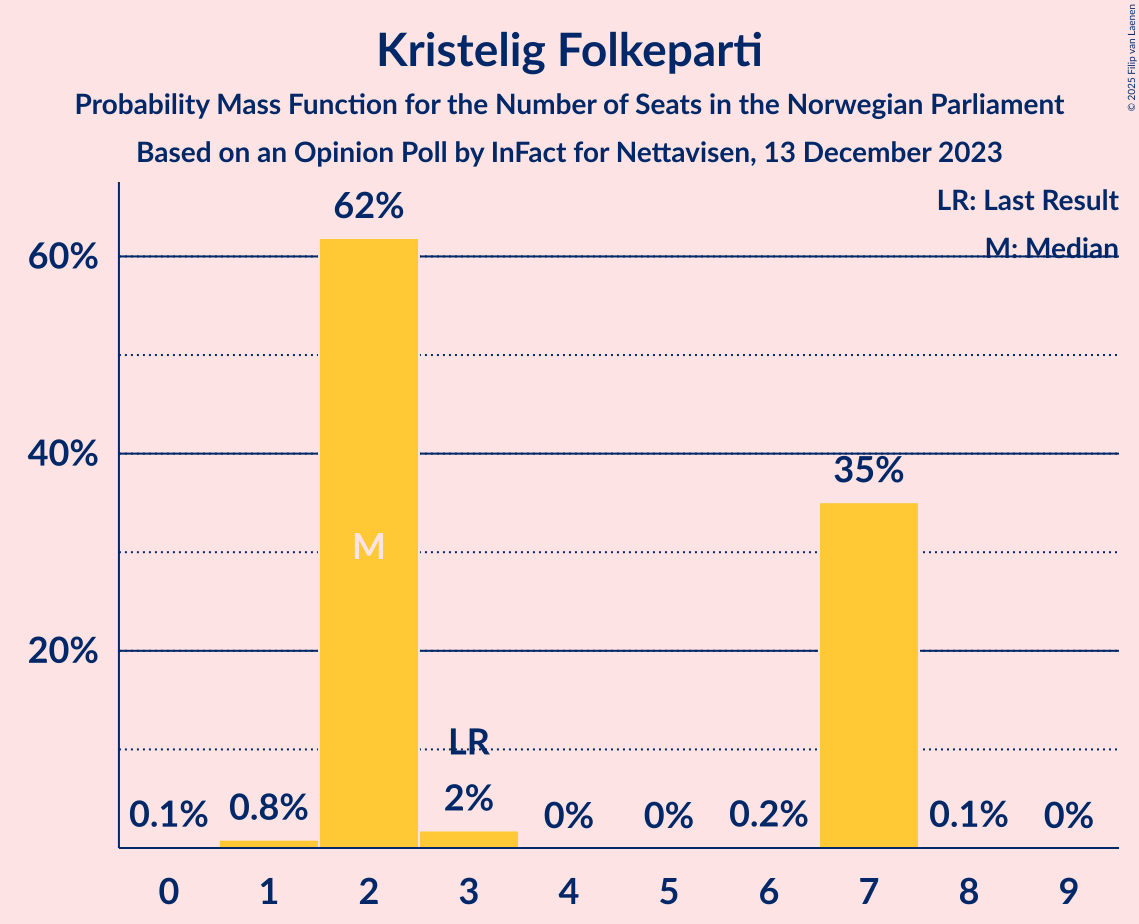 Kristelig Folkeparti
Probability Mass Function for the Number of Seats in the Norwegian Parliament
Based on an Opinion Poll by InFact for Nettavisen, 13 December 2023
© 2025 Filip van Laenen
LR: Last Result
M: Median
62%
60%
40%
35%
M
20%
LR
0.1% 0.8% 2% 0% 0% 0.2% 0.1% 0%
0 1 2 3 4 5 6 7 8 9